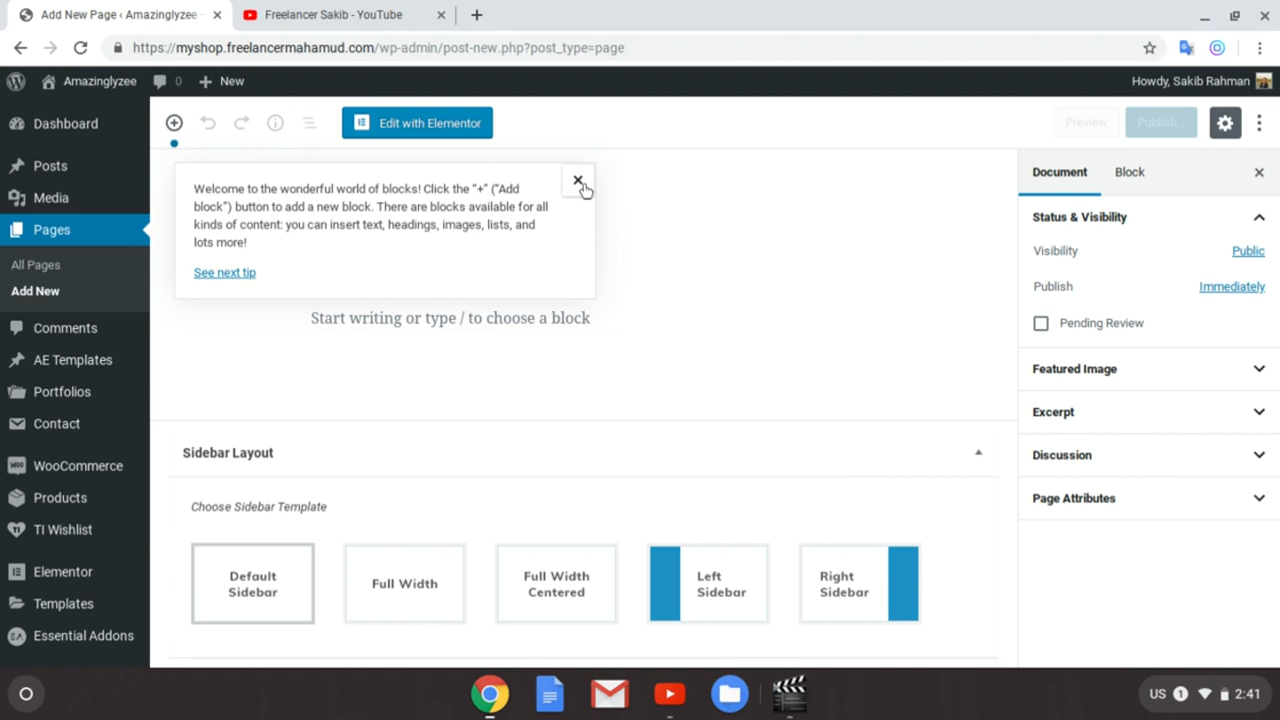 Add New Page ‹ Amazinglyzee
Freelancer Sakib - YouTube
https://myshop.freelancermahamud.com/wp-admin/post-new.php?post_type=page
Amazinglyzee
0
New
Howdy, Sakib Rahman
Dashboard
Posts
Media
Pages
All Pages
Add New
Comments
AE Templates
Portfolios
Contact
WooCommerce
Products
TI Wishlist
Elementor
Templates
Essential Addons
Edit with Elementor
Preview
Publish...
Welcome to the wonderful world of blocks! Click the “+” (“Add
block”) button to add a new block. There are blocks available for all
kinds of content: you can insert text, headings, images, lists, and
lots more!
See next tip
Start writing or type / to choose a block
Sidebar Layout
Choose Sidebar Template
Default
Sidebar
Full Width
Full Width
Centered
Left
Sidebar
Right
Sidebar
Document
Block
Status & Visibility
Visibility
Public
Publish
Immediately
Pending Review
Featured Image
Excerpt
Discussion
Page Attributes
US
1
2:41